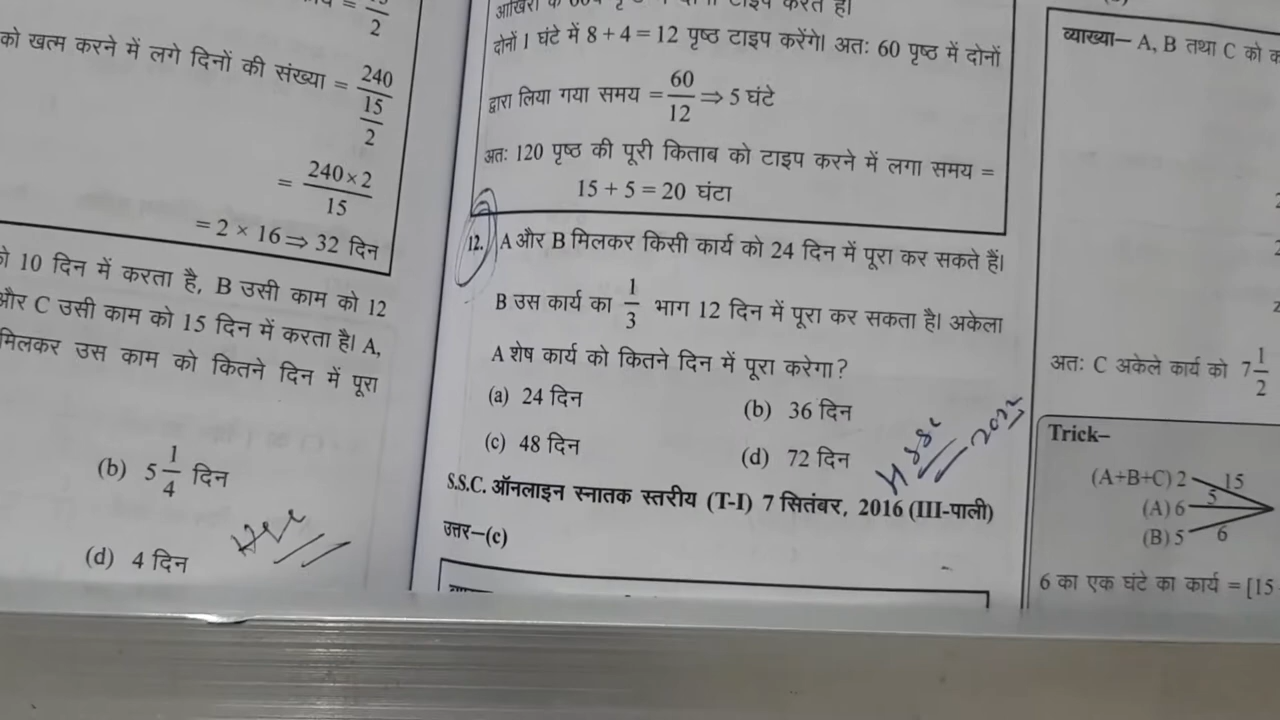 2
को खत्म करने में लगे दिनों की संख्या = 240
15
2
= 240 × 2
15
= 2 × 16 ⇒ 32 दिन
10 दिन में करता है, B उसी काम को 12
और C उसी काम को 15 दिन में करता है। A,
मिलकर उस काम को कितने दिन में पूरा
(b) 5 1/4 दिन
(d) 4 दिन
दोनों 1 घंटे में 8 + 4 = 12 पृष्ठ टाइप करेंगे। अतः 60 पृष्ठ में दोनों
द्वारा लिया गया समय = 60/12 ⇒ 5 घंटे
अतः 120 पृष्ठ की पूरी किताब को टाइप करने में लगा समय =
15 + 5 = 20 घंटा
12. A और B मिलकर किसी कार्य को 24 दिन में पूरा कर सकते हैं।
B उस कार्य का 1/3 भाग 12 दिन में पूरा कर सकता है। अकेला
A शेष कार्य को कितने दिन में पूरा करेगा?
(a) 24 दिन (b) 36 दिन
(c) 48 दिन (d) 72 दिन
2022
S.S.C. ऑनलाइन स्नातक स्तरीय (T-I) 7 सितंबर, 2016 (III-पाली)
उत्तर–(c)
व्याख्या– A, B तथा C को
अतः C अकेले कार्य को 7 1/2
Trick–
(A+B+C) 2 15
(A) 6 5
(B) 5 6
6 का एक घंटे का कार्य = [15